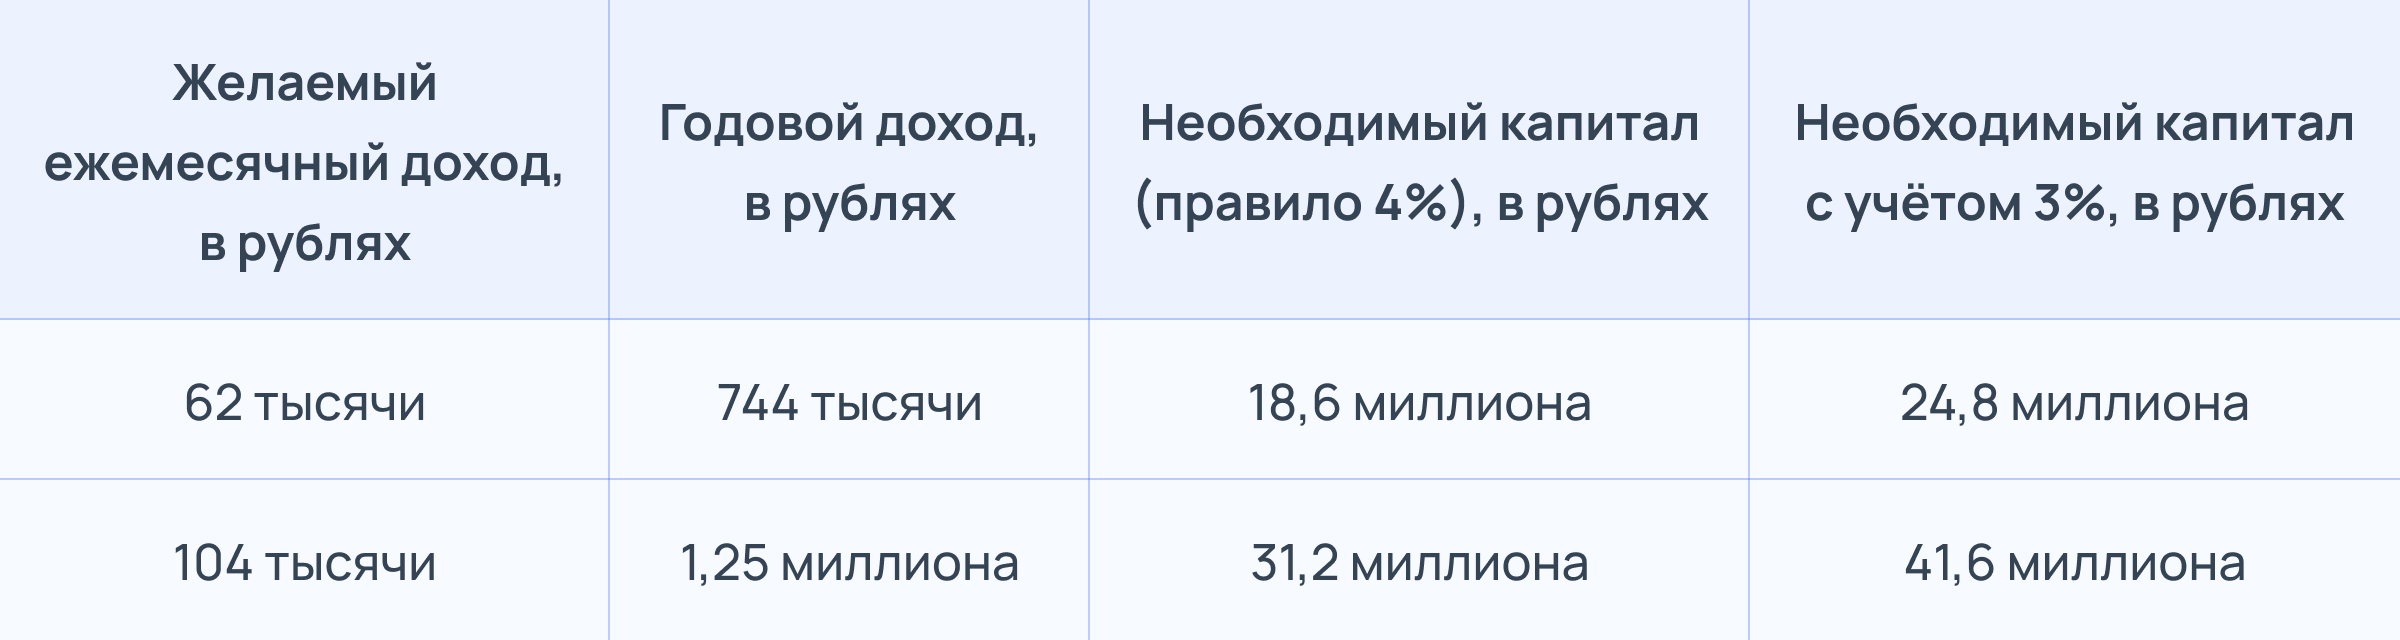 Желаемый
ежемесячный доход,
в рублях
Годовой доход,
в рублях
Необходимый капитал
(правило 4%), в рублях
Необходимый капитал
с учётом 3%, в рублях
62 тысячи
744 тысячи
18,6 миллиона
24,8 миллиона
104 тысячи
1,25 миллиона
31,2 миллиона
41,6 миллиона